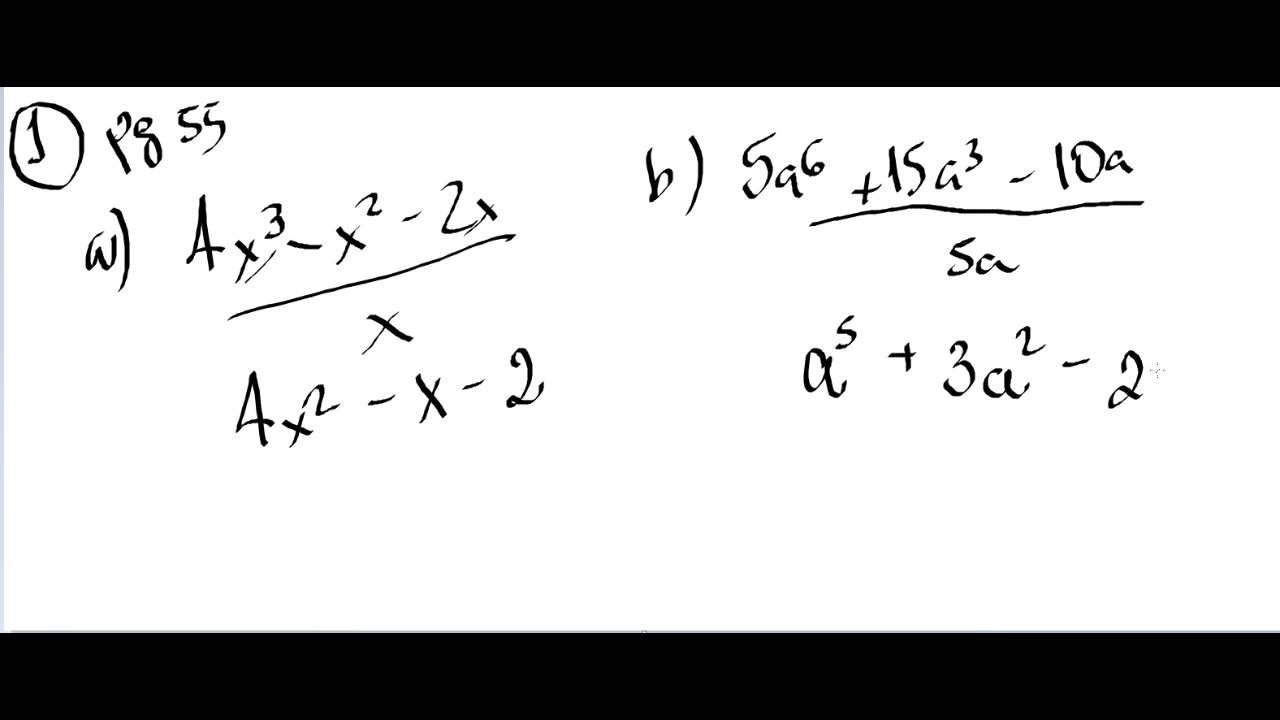 ① pg 55
a) 4x³ - x² - 2x
x
4x² - x - 2
b) 5a⁶ + 15a³ - 10a
5a
a⁵ + 3a² - 2